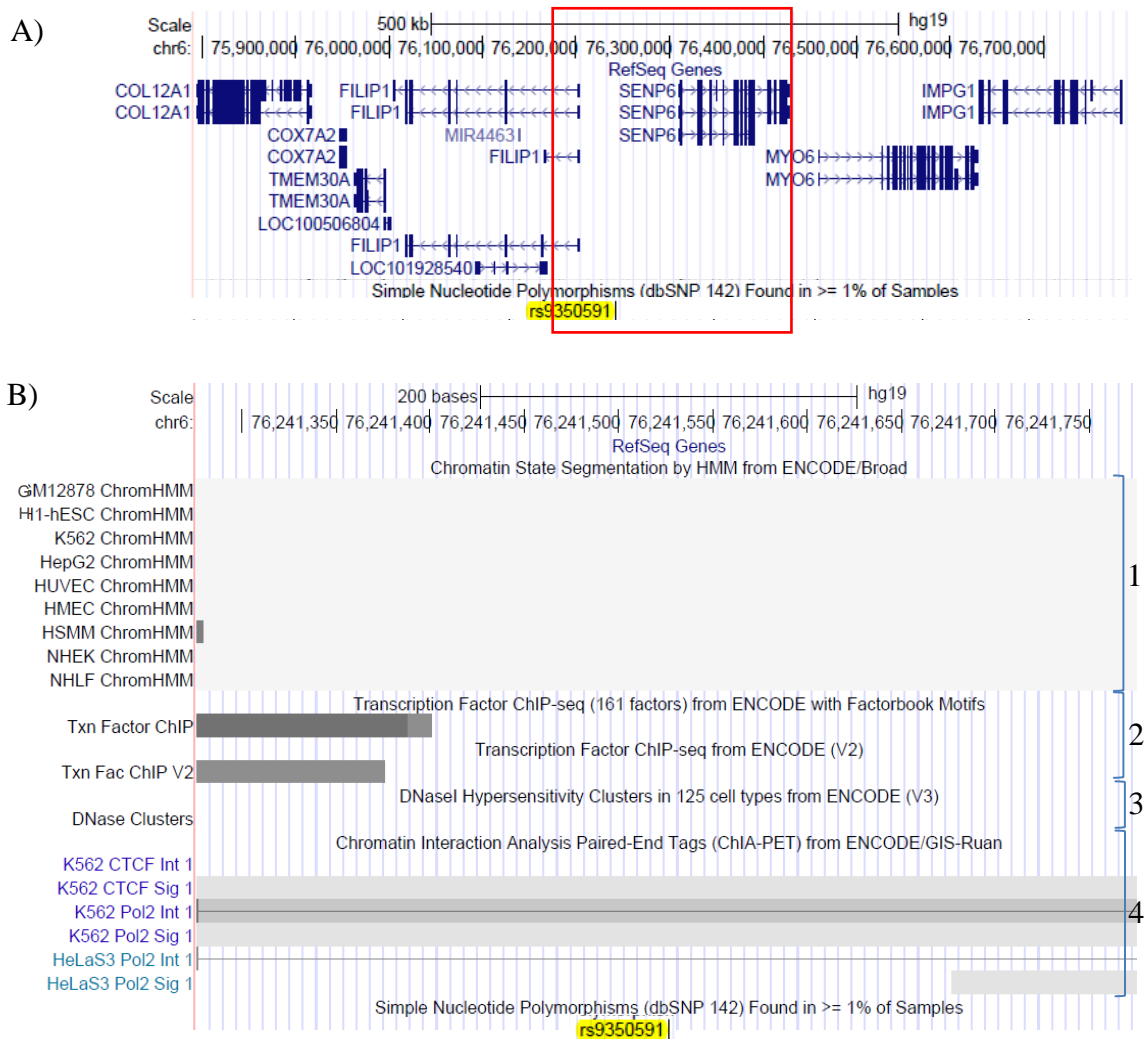 A)
Scale 500 kb hg19
chr6: 75,900,000 76,000,000 76,100,000 76,200,000 76,300,000 76,400,000 76,500,000 76,600,000 76,700,000
RefSeq Genes
COL12A1 FILIP1 SENP6 IMPG1
COL12A1 FILIP1 SENP6 IMPG1
COX7A2 MIR4463 SENP6
COX7A2 FILIP1 MYO6
TMEM30A MYO6
TMEM30A
LOC100506804
FILIP1
LOC101928540
Simple Nucleotide Polymorphisms (dbSNP 142) Found in >= 1% of Samples
rs9350591
B)
Scale 200 bases hg19
chr6: 76,241,350 76,241,400 76,241,450 76,241,500 76,241,550 76,241,600 76,241,650 76,241,700 76,241,750
RefSeq Genes
Chromatin State Segmentation by HMM from ENCODE/Broad
GM12878 ChromHMM
H1-hESC ChromHMM
K562 ChromHMM
HepG2 ChromHMM
HUVEC ChromHMM
HMEC ChromHMM
HSMM ChromHMM
NHEK ChromHMM
NHLF ChromHMM
1
Transcription Factor ChIP-seq (161 factors) from ENCODE with Factorbook Motifs
Txn Factor ChIP
Transcription Factor ChIP-seq from ENCODE (V2)
Txn Fac ChIP V2
2
DNaseI Hypersensitivity Clusters in 125 cell types from ENCODE (V3)
DNase Clusters
3
Chromatin Interaction Analysis Paired-End Tags (ChIA-PET) from ENCODE/GIS-Ruan
K562 CTCF Int 1
K562 CTCF Sig 1
K562 Pol2 Int 1
K562 Pol2 Sig 1
HeLaS3 Pol2 Int 1
HeLaS3 Pol2 Sig 1
4
Simple Nucleotide Polymorphisms (dbSNP 142) Found in >= 1% of Samples
rs9350591